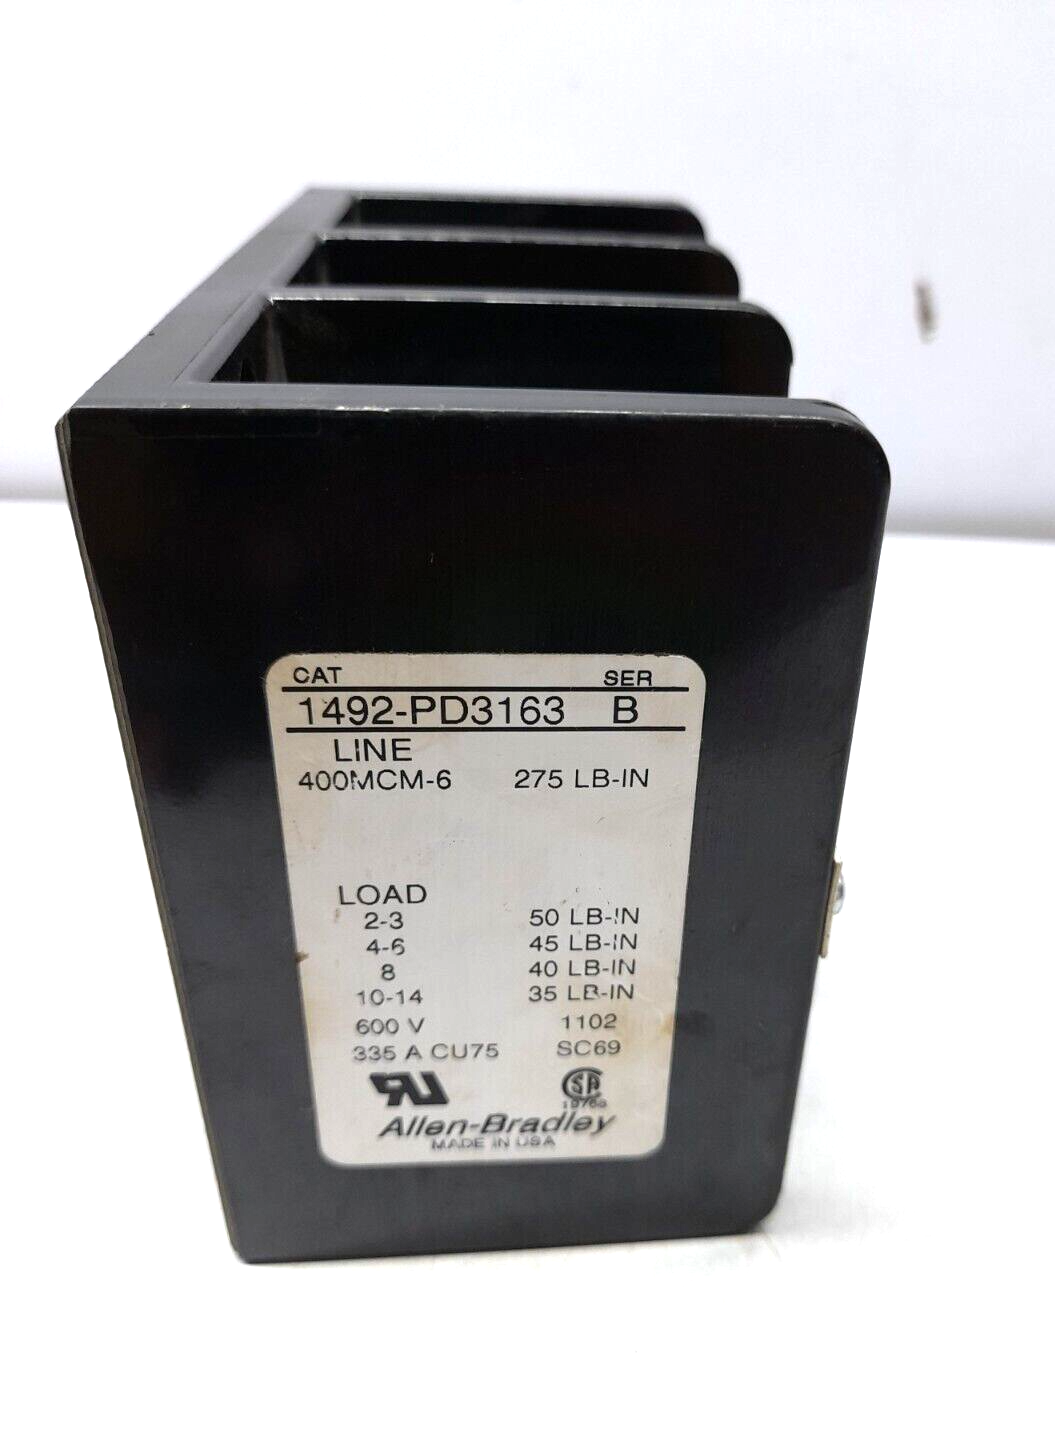 CAT SER
1492-PD3163 B
LINE
400MCM-6 275 LB-IN
LOAD
2-3 50 LB-IN
4-6 45 LB-IN
8 40 LB-IN
10-14 35 LB-IN
600 V 1102
335 A CU75 SC69
RU SA
Allen-Bradley
MADE IN USA